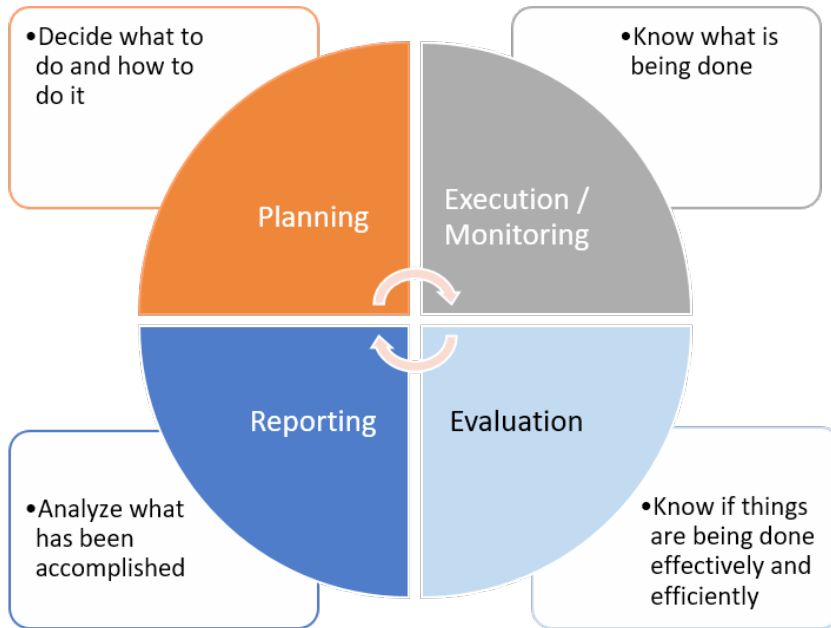 •Decide what to
do and how to
do it
•Know what is
being done
Planning
Execution /
Monitoring
Reporting
Evaluation
•Analyze what
has been
accomplished
•Know if things
are being done
effectively and
efficiently